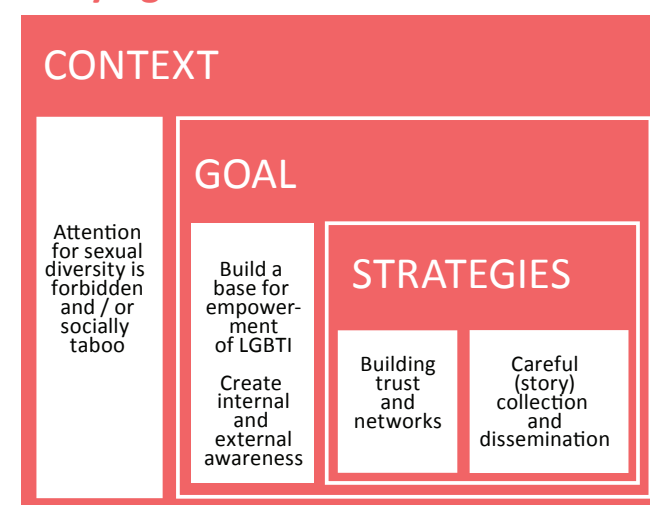 CONTEXT
Attention
for sexual
diversity is
forbidden
and / or
socially
taboo
GOAL
Build a
base for
empower-
ment
of LGBTI
Create
internal
and
external
awareness
STRATEGIES
Building
trust
and
networks
Careful
(story)
collection
and
dissemination